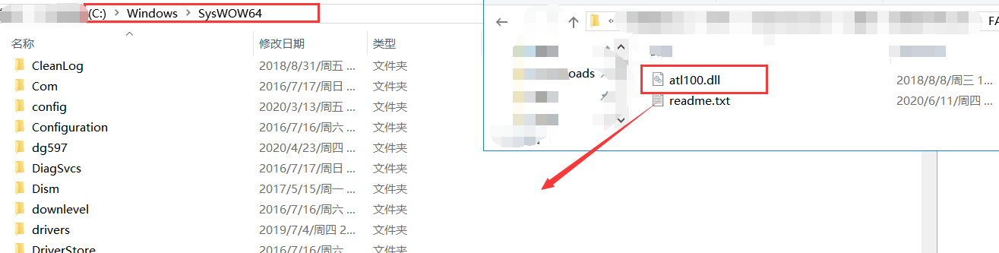 (C:) > Windows > SysWOW64
名称 修改日期 类型
CleanLog 2018/8/31/周五 ... 文件夹
Com 2016/7/17/周日 ... 文件夹
config 2020/3/13/周五 ... 文件夹
Configuration 2016/7/16/周六 ... 文件夹
dg597 2020/4/23/周四 ... 文件夹
DiagSvcs 2016/7/17/周日 ... 文件夹
Dism 2017/5/15/周一 ... 文件夹
downlevel 2016/7/16/周六 ... 文件夹
drivers 2019/7/4/周四 2... 文件夹
DriverStore 2016/7/16/周六 ... 文件夹
« FA
oads
atl100.dll 2018/8/8/周三 1...
readme.txt 2020/6/11/周四 ...